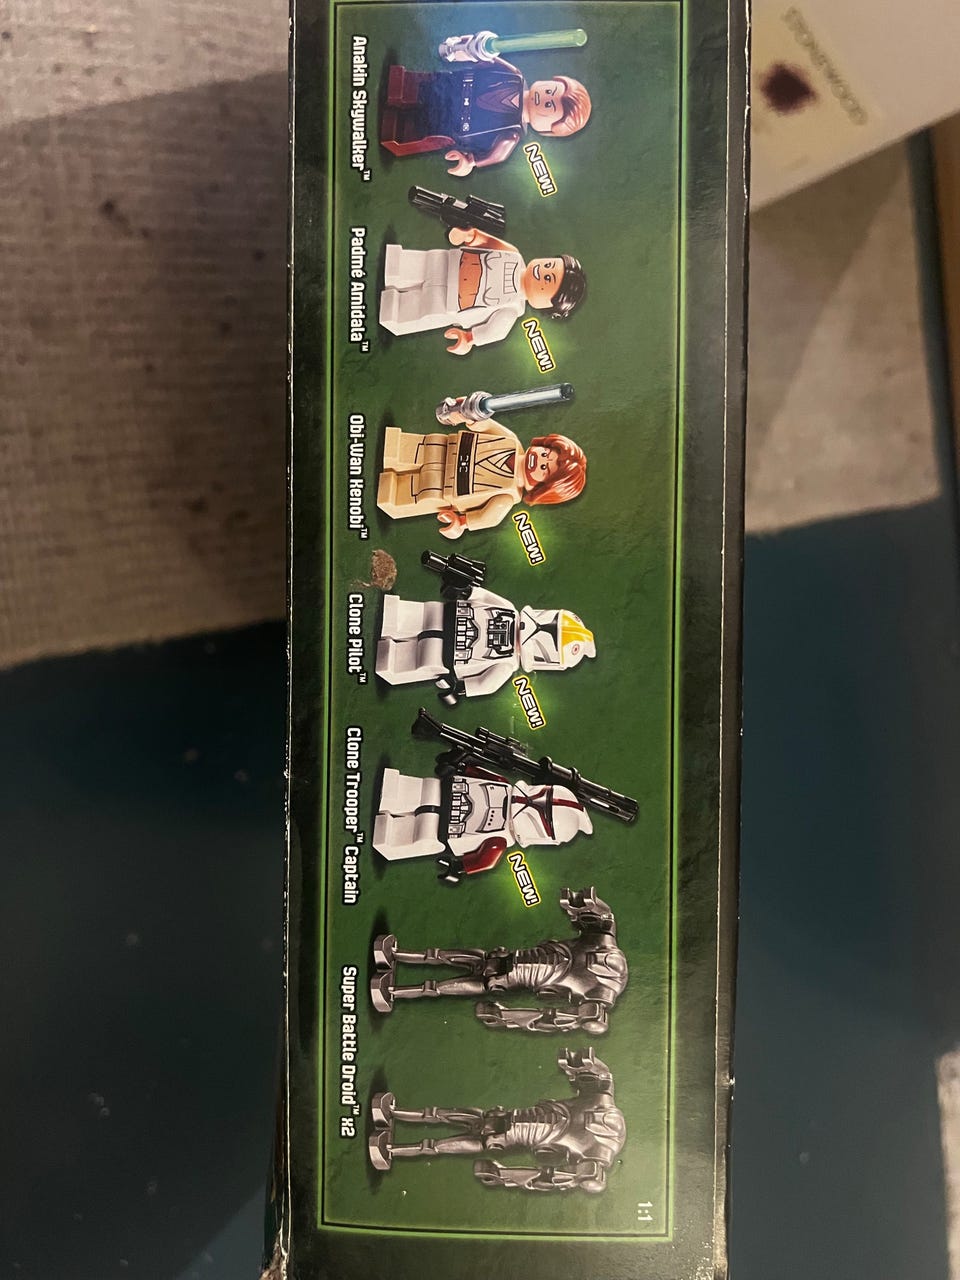 NEW!
NEW!
NEW!
NEW!
NEW!
Anakin Skywalker™
Padmé Amidala™
Obi-Wan Kenobi™
Clone Pilot™
Clone Trooper™ Captain
Super Battle Droid™ x2
1:1